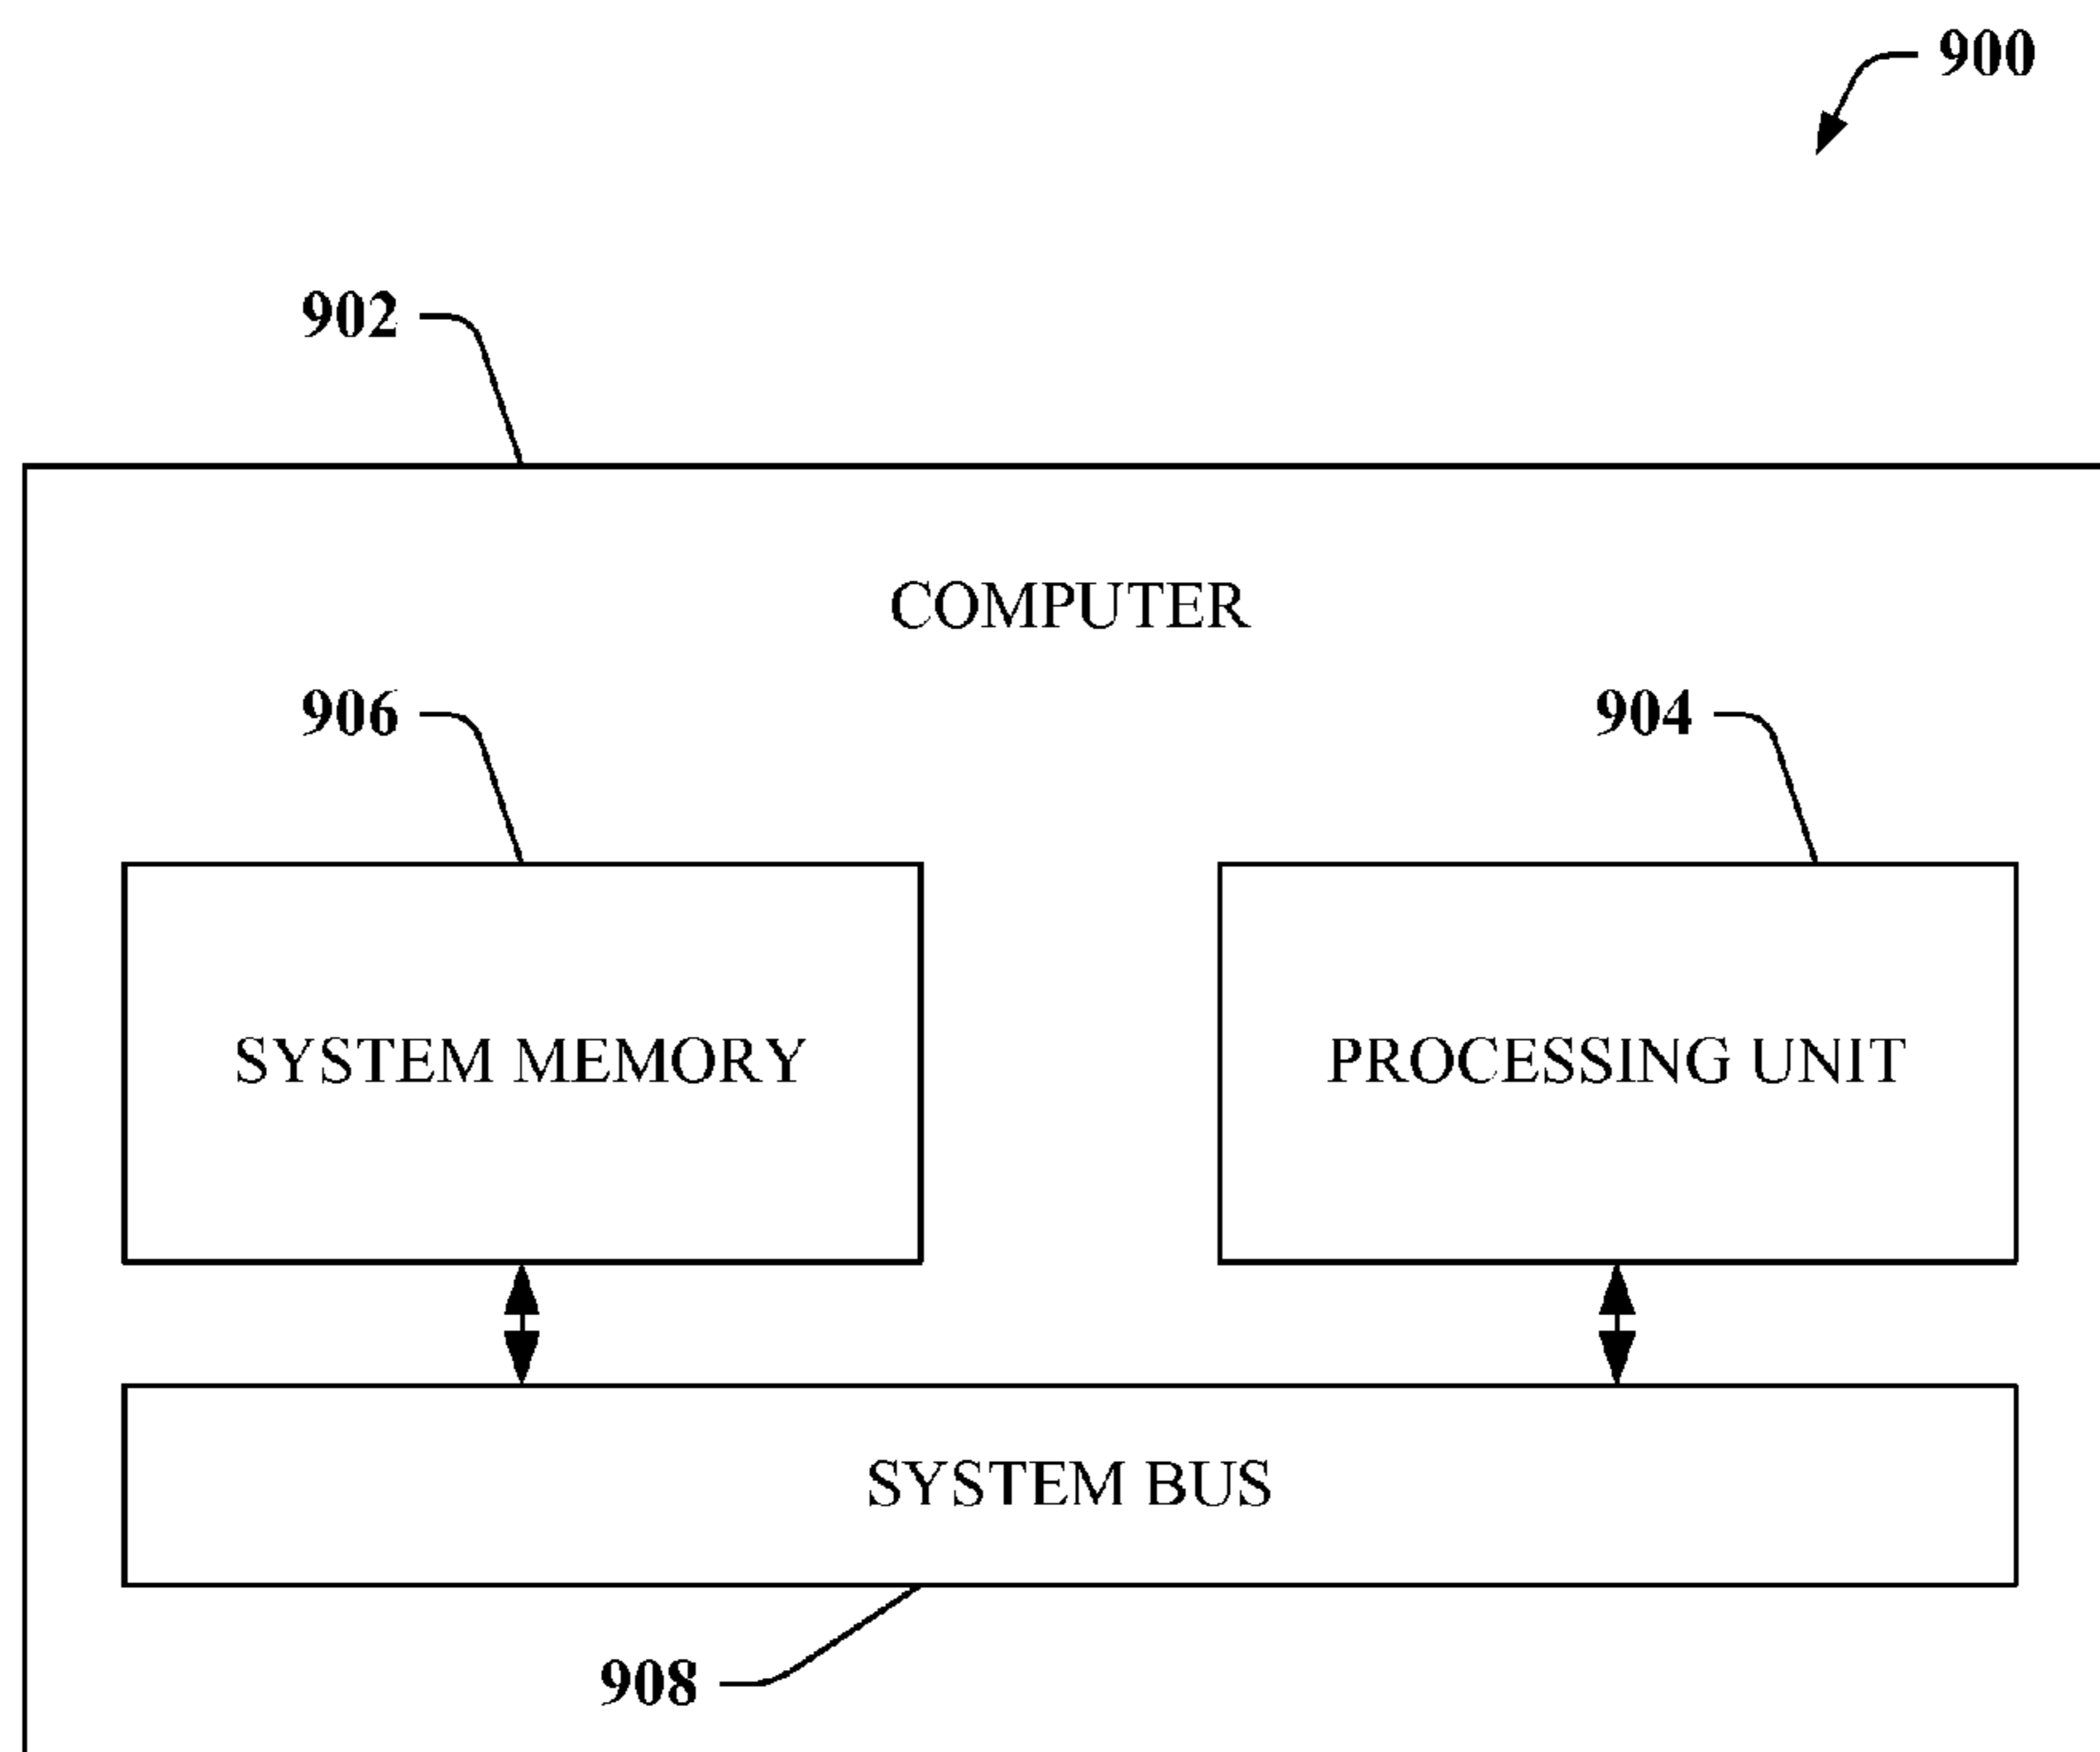 900
902
COMPUTER
906
904
SYSTEM MEMORY
PROCESSING UNIT
SYSTEM BUS
908